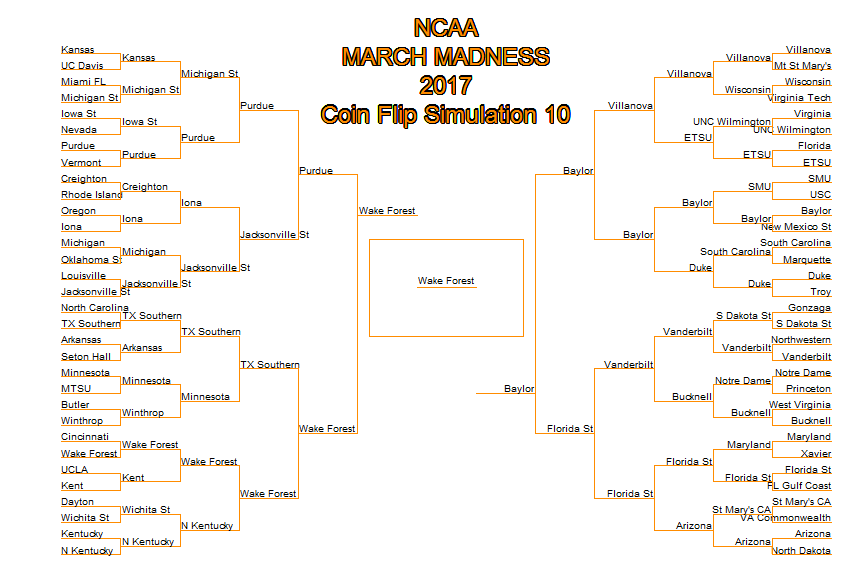 NCAA
MARCH MADNESS
2017
Coin Flip Simulation 10
Kansas
UC Davis
Miami FL
Michigan St
Iowa St
Nevada
Purdue
Vermont
Creighton
Rhode Island
Oregon
Iona
Michigan
Oklahoma St
Louisville
Jacksonville St
North Carolina
TX Southern
Arkansas
Seton Hall
Minnesota
MTSU
Butler
Winthrop
Cincinnati
Wake Forest
UCLA
Kent
Dayton
Wichita St
Kentucky
N Kentucky
Kansas
Michigan St
Iowa St
Purdue
Creighton
Iona
Michigan
Jacksonville St
TX Southern
Arkansas
Minnesota
Winthrop
Wake Forest
Kent
Wichita St
N Kentucky
Michigan St
Purdue
Iona
Jacksonville St
TX Southern
Minnesota
Wake Forest
N Kentucky
Purdue
Jacksonville St
TX Southern
Wake Forest
Purdue
Wake Forest
Wake Forest
Wake Forest
Baylor
Baylor
Florida St
Villanova
Baylor
Vanderbilt
Florida St
Villanova
ETSU
Baylor
Duke
Vanderbilt
Bucknell
Florida St
Arizona
Villanova
Wisconsin
UNC Wilmington
ETSU
SMU
Baylor
South Carolina
Duke
S Dakota St
Vanderbilt
Notre Dame
Bucknell
Maryland
Florida St
St Mary's CA
Arizona
Villanova
Mt St Mary's
Wisconsin
Virginia Tech
Virginia
UNC Wilmington
Florida
ETSU
SMU
USC
Baylor
New Mexico St
South Carolina
Marquette
Duke
Troy
Gonzaga
S Dakota St
Northwestern
Vanderbilt
Notre Dame
Princeton
West Virginia
Bucknell
Maryland
Xavier
Florida St
FL Gulf Coast
St Mary's CA
VA Commonwealth
Arizona
North Dakota